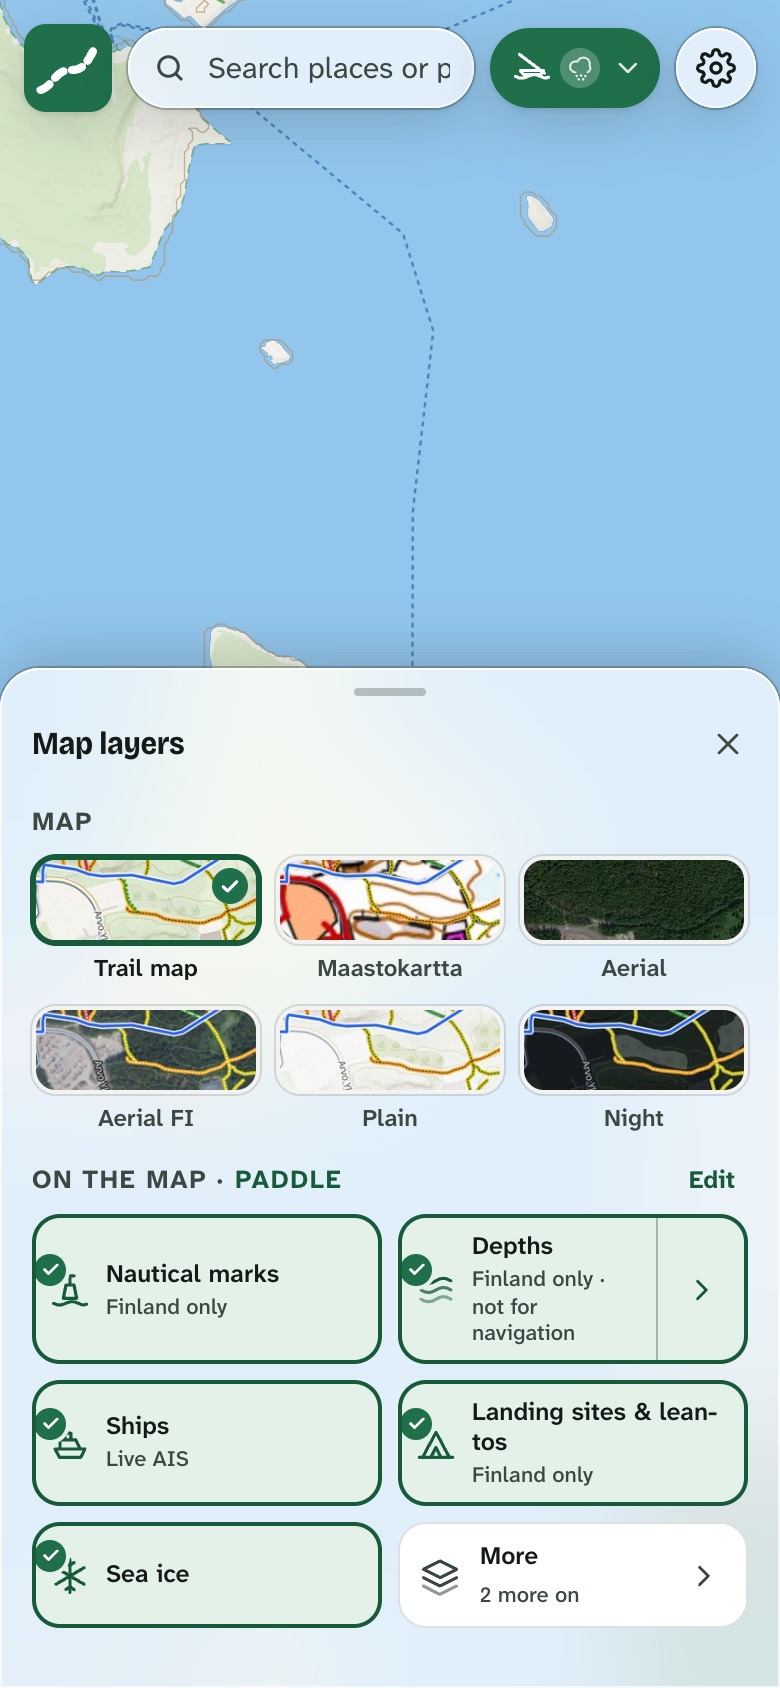 Search places or p
Map layers
MAP
Trail map
Maastokartta
Aerial
Aerial FI
Plain
Night
ON THE MAP · PADDLE
Edit
Nautical marks
Finland only
Depths
Finland only ·
not for
navigation
Ships
Live AIS
Landing sites & lean-
tos
Finland only
Sea ice
More
2 more on